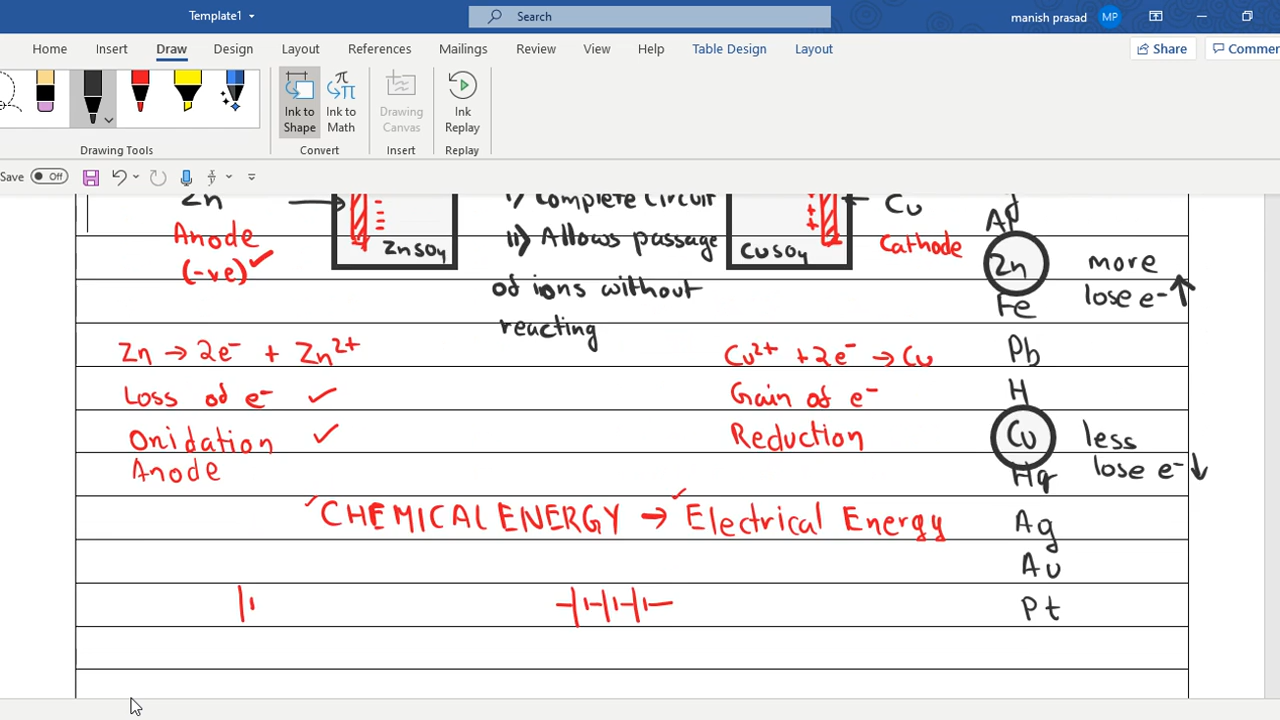 Template1
Search
manish prasad
MP
Home Insert Draw Design Layout References Mailings Review View Help Table Design Layout
Share
Comme
Ink to Shape
Ink to Math
Drawing Canvas
Ink Replay
Drawing Tools
Convert
Insert
Replay
Save Off
Zn
Anode
(-ve) ✓
ZnSO4
i) Complete Circuit
ii) Allows passage
of ions without
reacting
CuSO4
Cu
Cathode
Zn → 2e⁻ + Zn²⁺
Loss of e⁻ ✓
Onidation ✓
Anode
Cu²⁺ + 2e⁻ → Cu
Gain of e⁻
Reduction
CHEMICAL ENERGY → Electrical Energy
Zn
more
lose e⁻ ↑
Fe
Pb
H
Cu
less
lose e⁻ ↓
Hg
Ag
Au
Pt